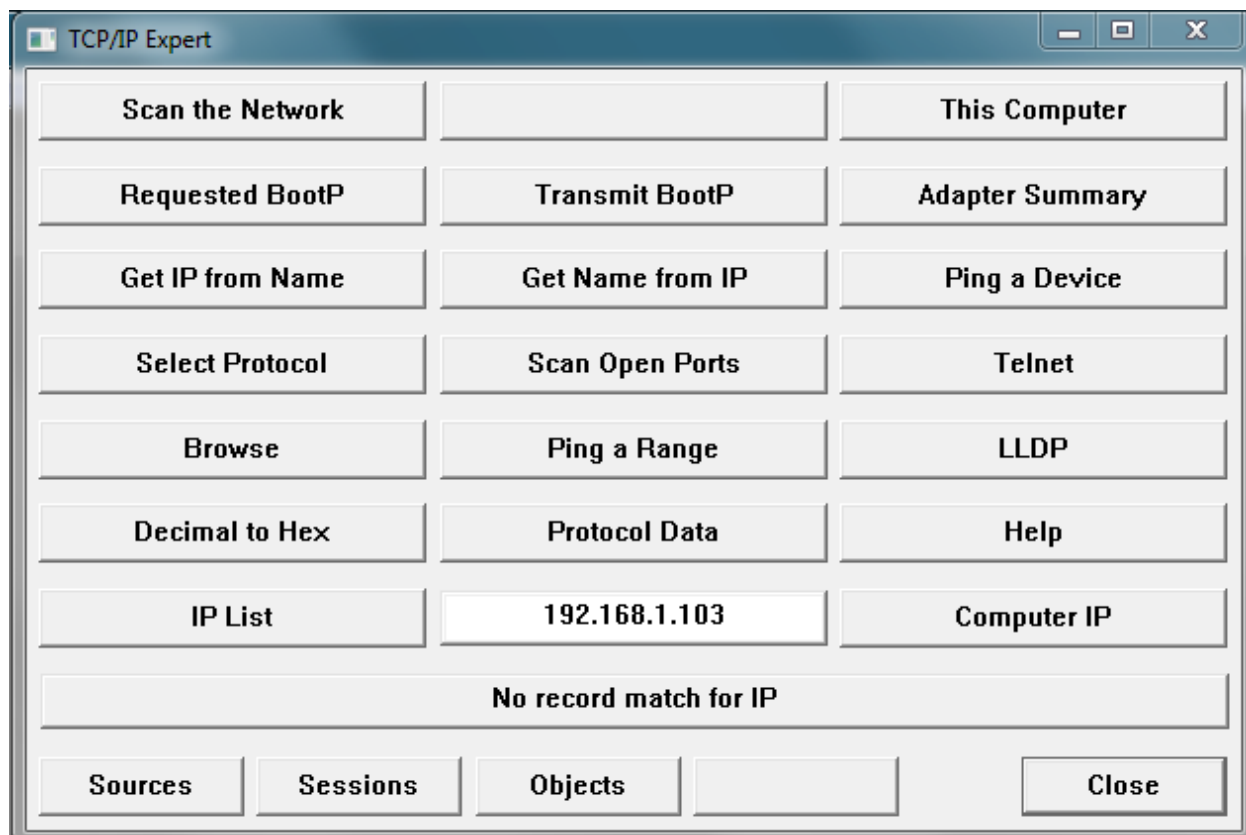 TCP/IP Expert
Scan the Network This Computer
Requested BootP Transmit BootP Adapter Summary
Get IP from Name Get Name from IP Ping a Device
Select Protocol Scan Open Ports Telnet
Browse Ping a Range LLDP
Decimal to Hex Protocol Data Help
IP List 192.168.1.103 Computer IP
No record match for IP
Sources Sessions Objects Close